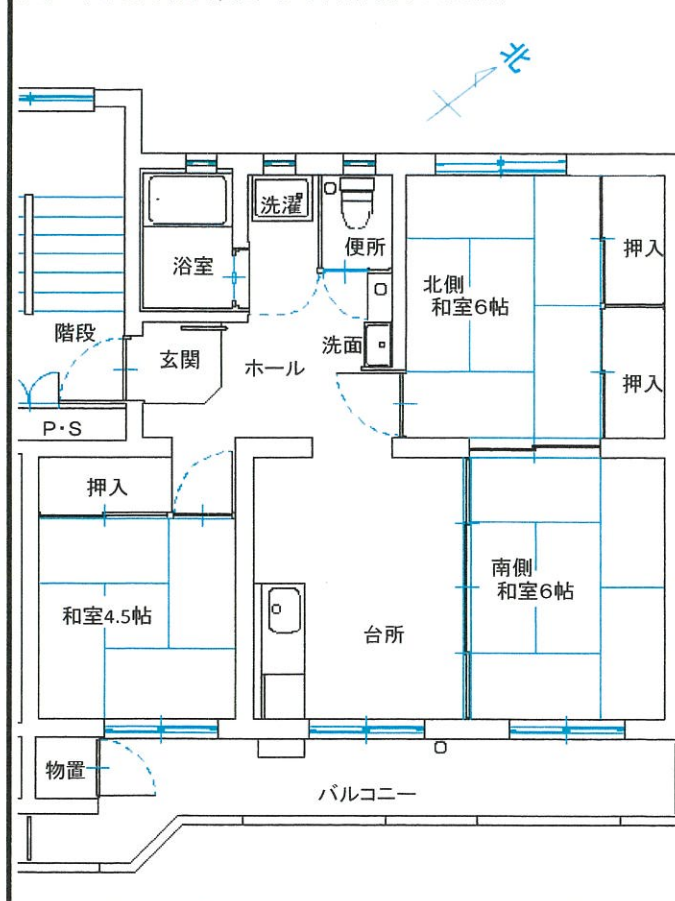 北
洗濯
便所
浴室
北側
和室6帖
押入
階段
玄関
ホール
洗面
押入
P・S
押入
南側
和室6帖
和室4.5帖
台所
物置
バルコニー